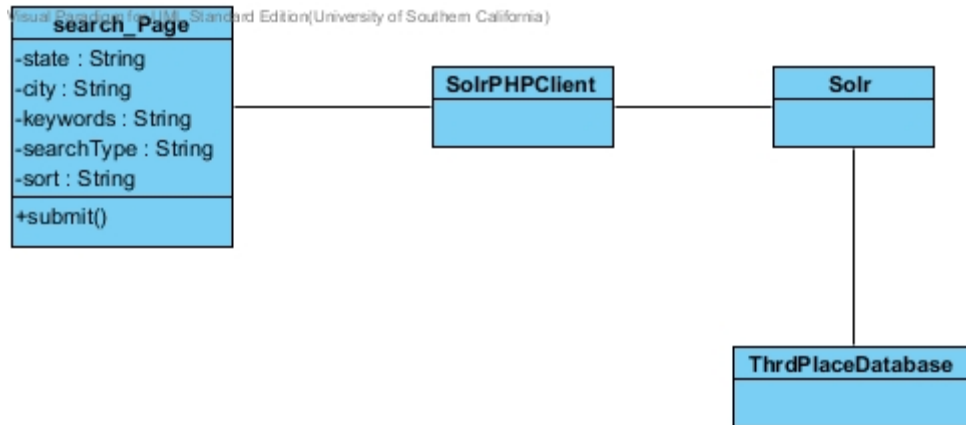 Visual Paradigm for UML Standard Edition(University of Southern California)
search_Page
-state : String
-city : String
-keywords : String
-searchType : String
-sort : String
+submit()
SolrPHPClient
Solr
ThrdPlaceDatabase